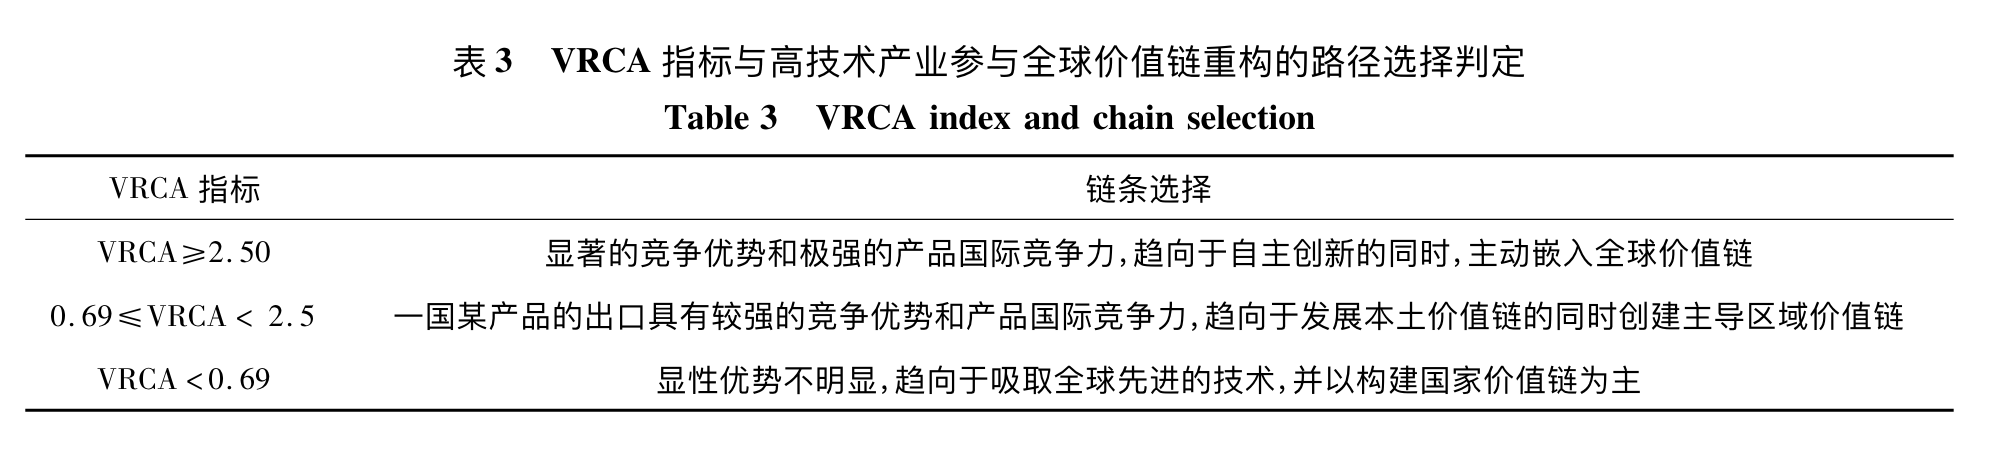 表 3 VRCA 指标与高技术产业参与全球价值链重构的路径选择判定
Table 3 VRCA index and chain selection
VRCA 指标 链条选择
VRCA≥2.50 显著的竞争优势和极强的产品国际竞争力,趋向于自主创新的同时,主动嵌入全球价值链
0.69≤VRCA < 2.5 一国某产品的出口具有较强的竞争优势和产品国际竞争力,趋向于发展本土价值链的同时创建主导区域价值链
VRCA <0.69 显性优势不明显,趋向于吸取全球先进的技术,并以构建国家价值链为主